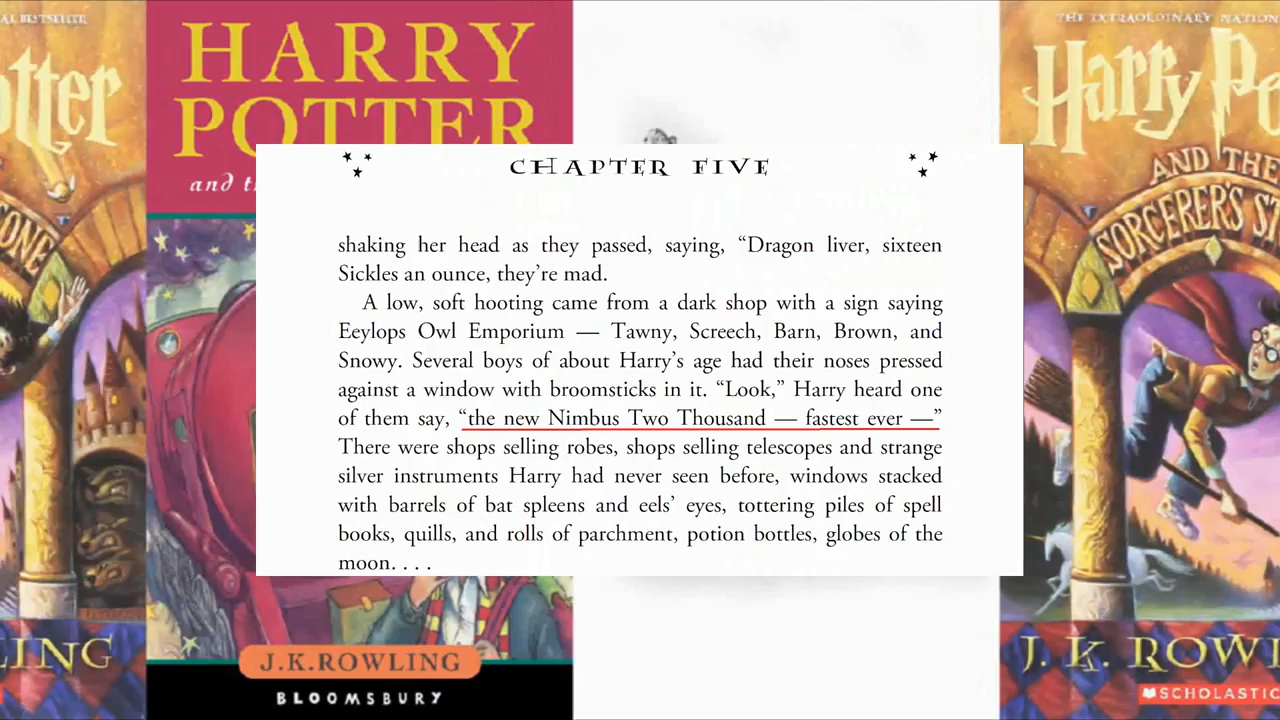 AL BESTSELLER
otter
ONE
LING
HARRY
POTTER
and t
J.K.ROWLING
BLOOMSBURY
CHAPTER FIVE
shaking her head as they passed, saying, “Dragon liver, sixteen
Sickles an ounce, they’re mad.
A low, soft hooting came from a dark shop with a sign saying
Eeylops Owl Emporium — Tawny, Screech, Barn, Brown, and
Snowy. Several boys of about Harry’s age had their noses pressed
against a window with broomsticks in it. “Look,” Harry heard one
of them say, “the new Nimbus Two Thousand — fastest ever —”
There were shops selling robes, shops selling telescopes and strange
silver instruments Harry had never seen before, windows stacked
with barrels of bat spleens and eels’ eyes, tottering piles of spell
books, quills, and rolls of parchment, potion bottles, globes of the
moon. . . .
THE EXTRAORDINARY NATION
Harry Po
AND THE
SORCERER'S ST
J. K. ROWL
SCHOLASTIC